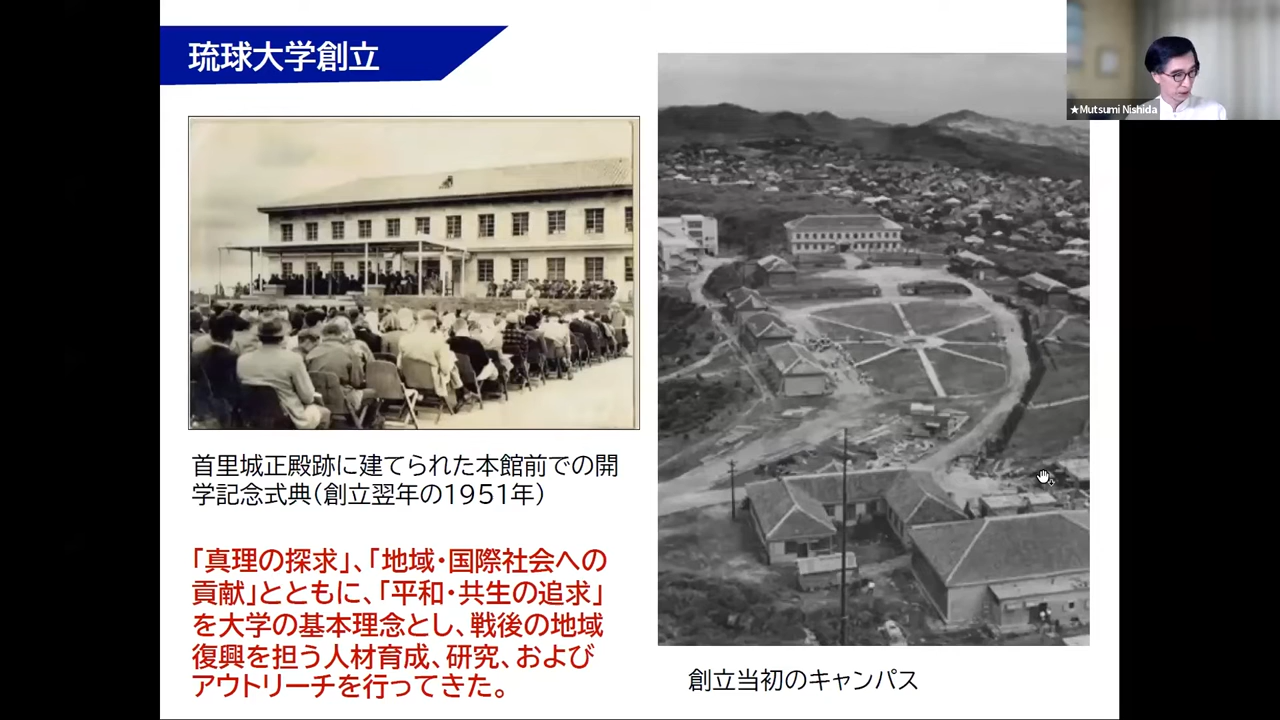 琉球大学創立
★Mutsumi Nishida
首里城正殿跡に建てられた本館前での開
学記念式典(創立翌年の1951年)
「真理の探求」、「地域・国際社会への
貢献」とともに、「平和・共生の追求」
を大学の基本理念とし、戦後の地域
復興を担う人材育成、研究、および
アウトリーチを行ってきた。
創立当初のキャンパス